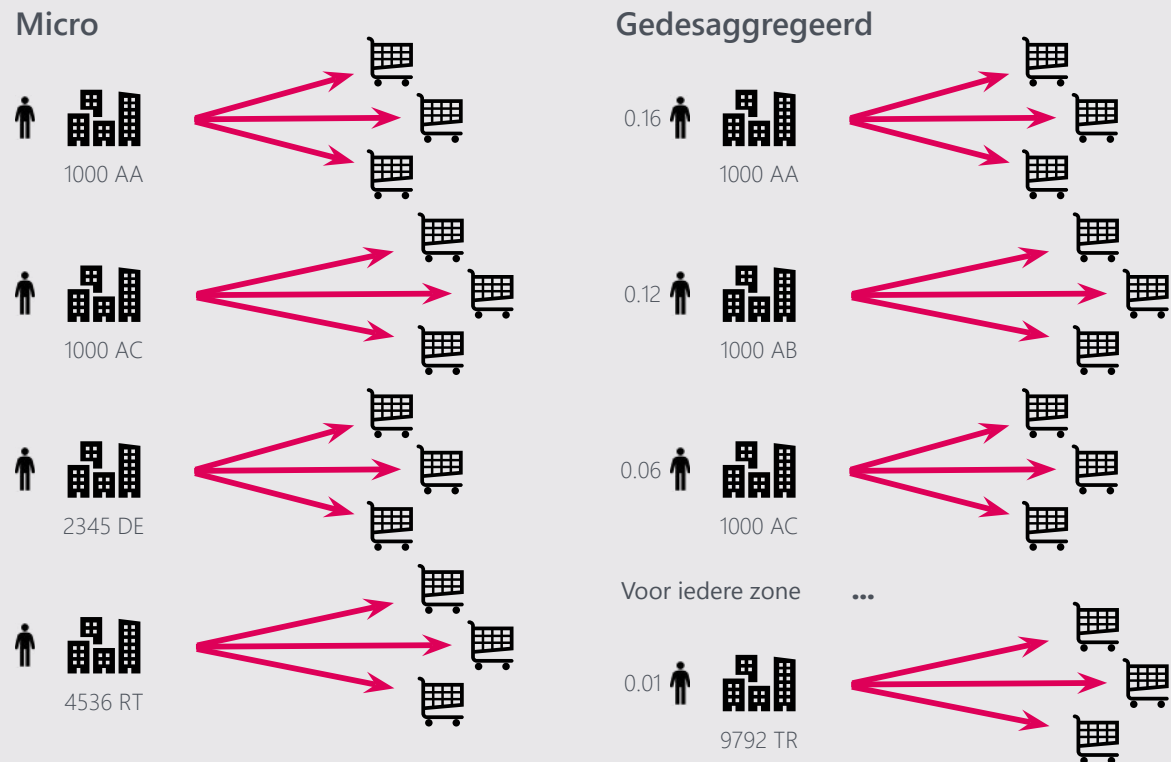 Micro
1000 AA
1000 AC
2345 DE
4536 RT
Gedesaggregeerd
0.16
1000 AA
0.12
1000 AB
0.06
1000 AC
Voor iedere zone ...
0.01
9792 TR